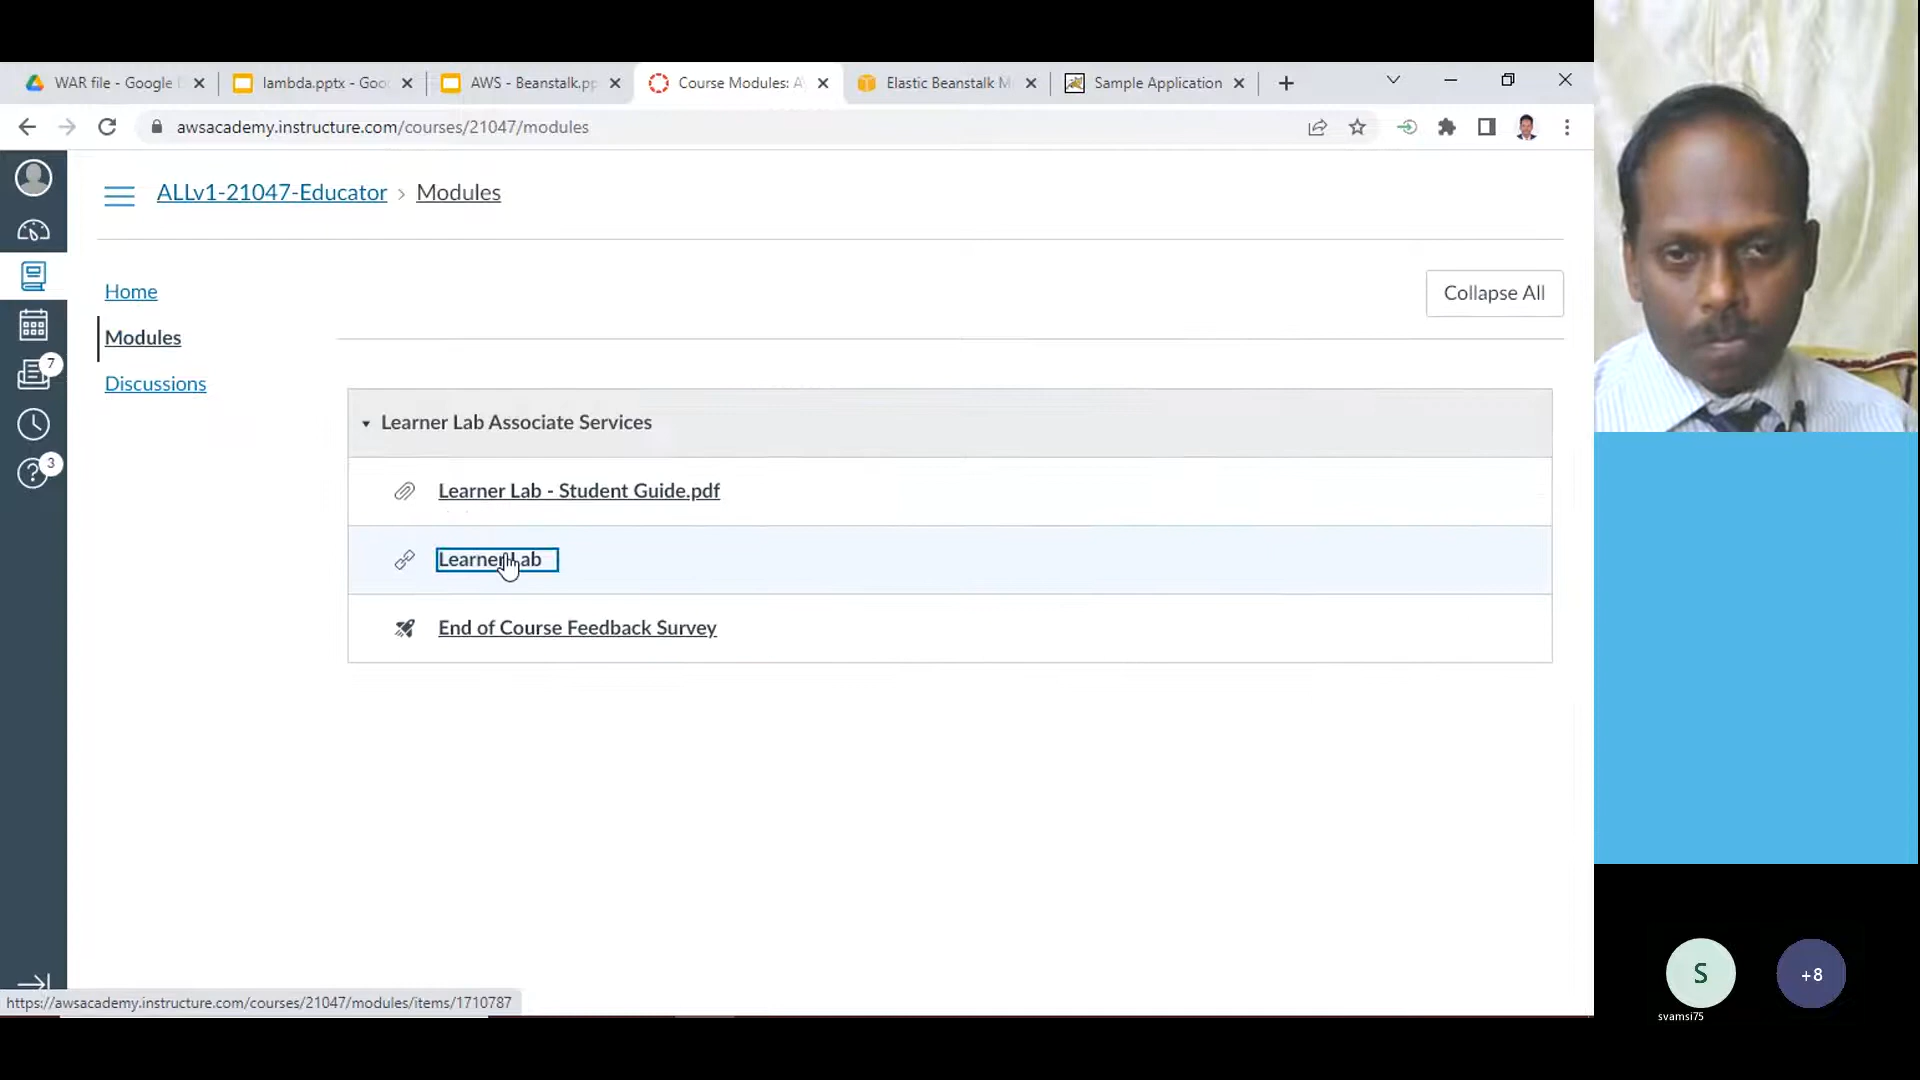 WAR file - Google
lambda.pptx - Goo
AWS - Beanstalk.pp
Course Modules: A
Elastic Beanstalk M
Sample Application
awsacademy.instructure.com/courses/21047/modules
ALLv1-21047-Educator › Modules
Home
Modules
Discussions
Collapse All
7
3
Learner Lab Associate Services
Learner Lab - Student Guide.pdf
Learner Lab
End of Course Feedback Survey
https://awsacademy.instructure.com/courses/21047/modules/items/1710787
S
+8
svamsi75